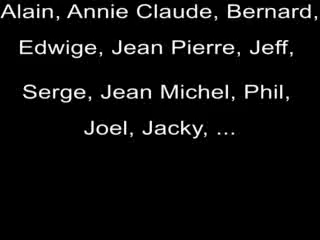 Alain, Annie Claude, Bernard,
Edwige, Jean Pierre, Jeff,
Serge, Jean Michel, Phil,
Joel, Jacky, ...